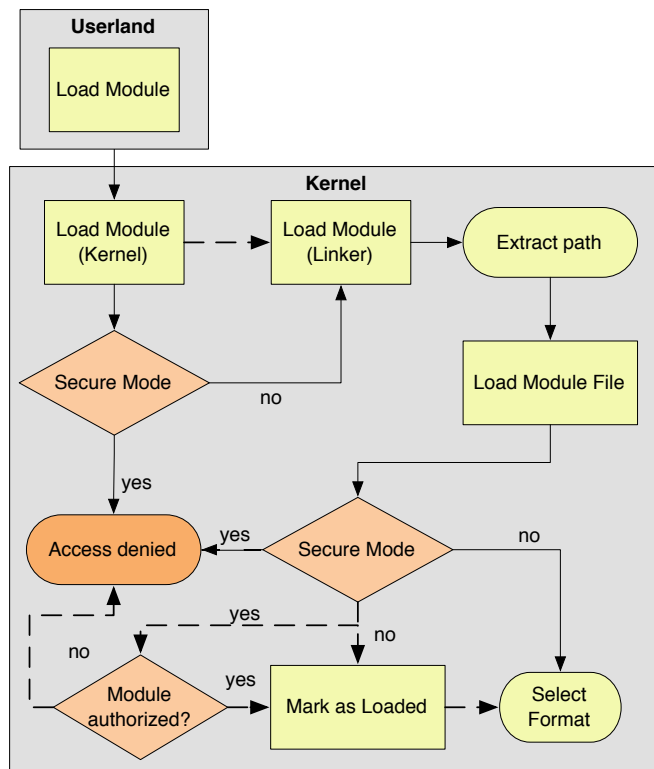 Userland
Load Module
Kernel
Load Module
(Kernel)
Load Module
(Linker)
Extract path
Secure Mode
no
Load Module File
yes
Access denied
yes
Secure Mode
no
yes
no
no
Module
authorized?
yes
Mark as Loaded
Select
Format